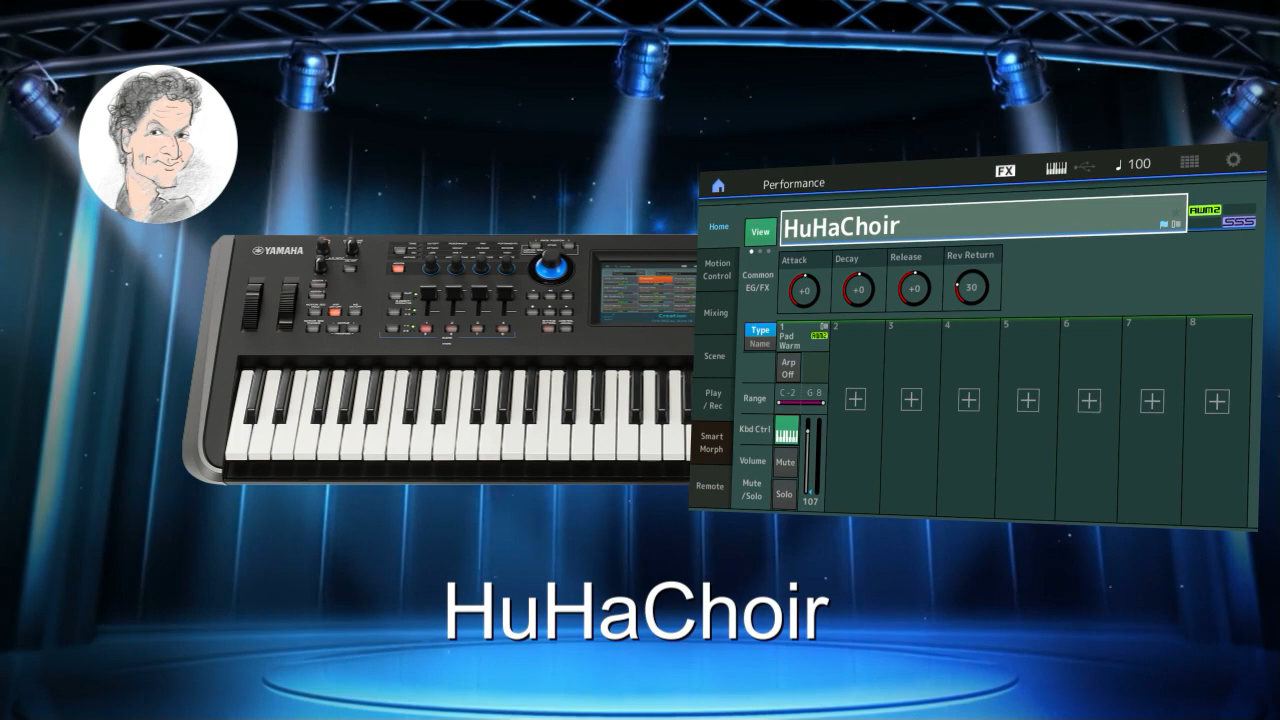 YAMAHA
Performance
FX
100
Home
View
HuHaChoir
AWM2
SSS
Motion
Control
Common
EG/FX
Attack
Decay
Release
Rev Return
+0
+0
+0
30
Mixing
Type
Name
1
Pad
Warm
AWM2
2
3
4
5
6
7
8
Scene
Arp
Off
Play
/ Rec
Range
C -2
G 8
Smart
Morph
Kbd Ctrl
Volume
Mute
Remote
Mute
/Solo
Solo
107
HuHaChoir